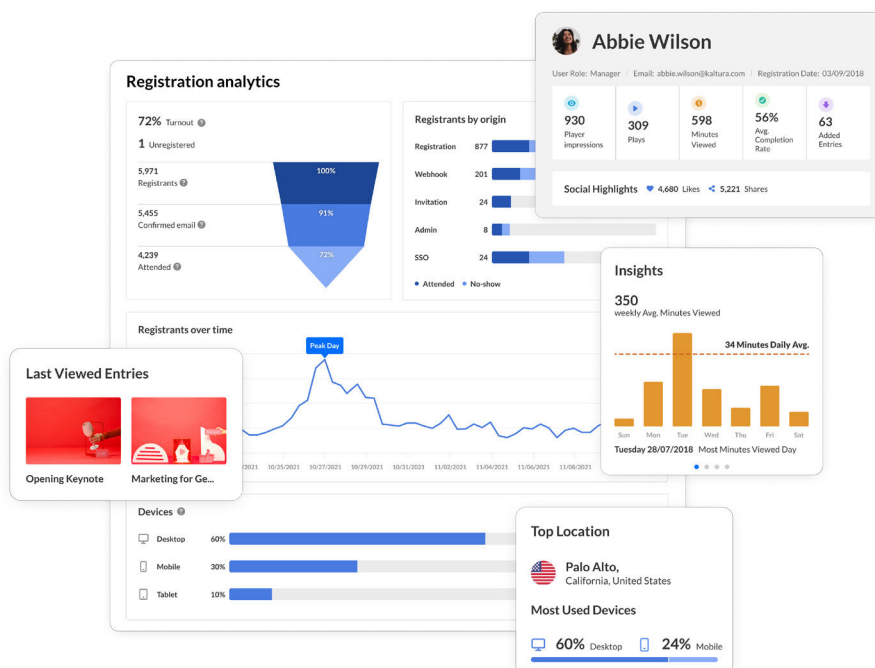 Abbie Wilson
User Role: Manager | Email: abbie.wilson@kaltura.com | Registration Date: 03/09/2018
930
Player
impressions
309
Plays
598
Minutes
Viewed
56%
Avg.
Completion
Rate
63
Added
Entries
Social Highlights 4,680 Likes 5,221 Shares
Registration analytics
72% Turnout ?
1 Unregistered
5,971
Registrants ?
100%
5,455
Confirmed email ?
91%
4,239
Attended ?
72%
Registrants by origin
Registration 877
Webhook 201
Invitation 24
Admin 8
SSO 24
Attended No-show
Insights
350
weekly Avg. Minutes Viewed
34 Minutes Daily Avg.
Sun Mon Tue Wed Thu Fri Sat
Tuesday 28/07/2018 Most Minutes Viewed Day
Registrants over time
Peak Day
/2021 10/25/2021 10/27/2021 10/29/2021 10/31/2021 11/02/2021 11/04/2021 11/06/2021 11/08/2021
Last Viewed Entries
Opening Keynote
Marketing for Ge...
Devices ?
Desktop 60%
Mobile 30%
Tablet 10%
Top Location
Palo Alto,
California, United States
Most Used Devices
60% Desktop 24% Mobile